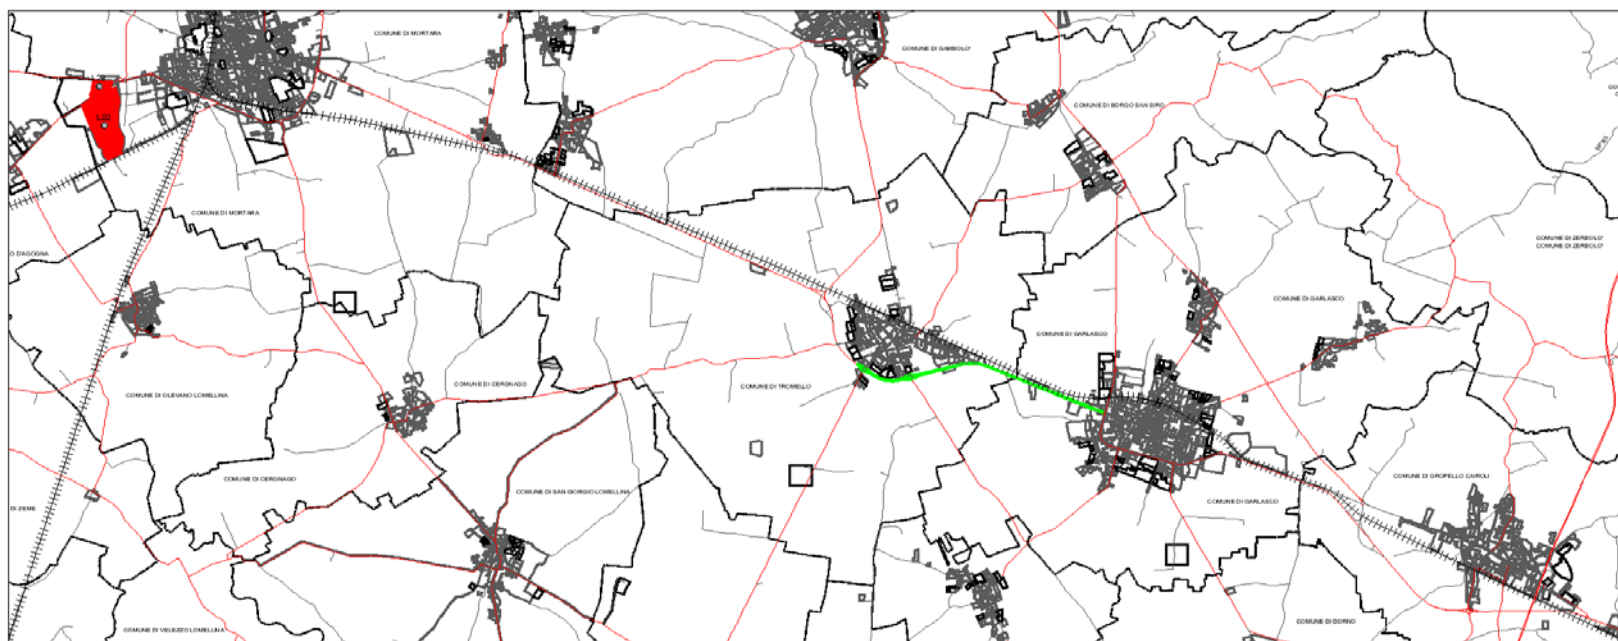 COMUNE DI MORTARA
COMUNE DI GAMBOLO'
COMUNE DI BORGO SAN SIRO
COMUNE DI MORTARA
COMUNE DI ZERBOLO'
COMUNE DI ZERBOLO'
O D'AGOGNA
COMUNE DI GARLASCO
COMUNE DI GARLASCO
COMUNE DI CERGNAGO
COMUNE DI TROMELLO
COMUNE DI OLEVANO LOMELLINA
COMUNE DI CERGNAGO
COMUNE DI SAN GIORGIO LOMELLINA
COMUNE DI GROPELLO CAIROLI
COMUNE DI GARLASCO
DI ZEME
COMUNE DI DORNO
COMUNE DI VELEZZO LOMELLINA